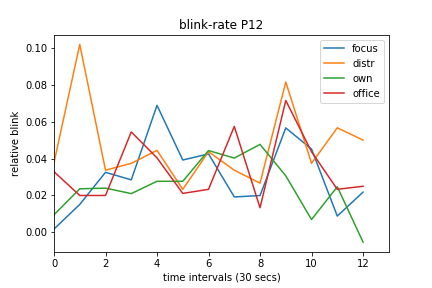 blink-rate P12
relative blink
0.10
0.08
0.06
0.04
0.02
0.00
focus
distr
own
office
0 2 4 6 8 10 12
time intervals (30 secs)